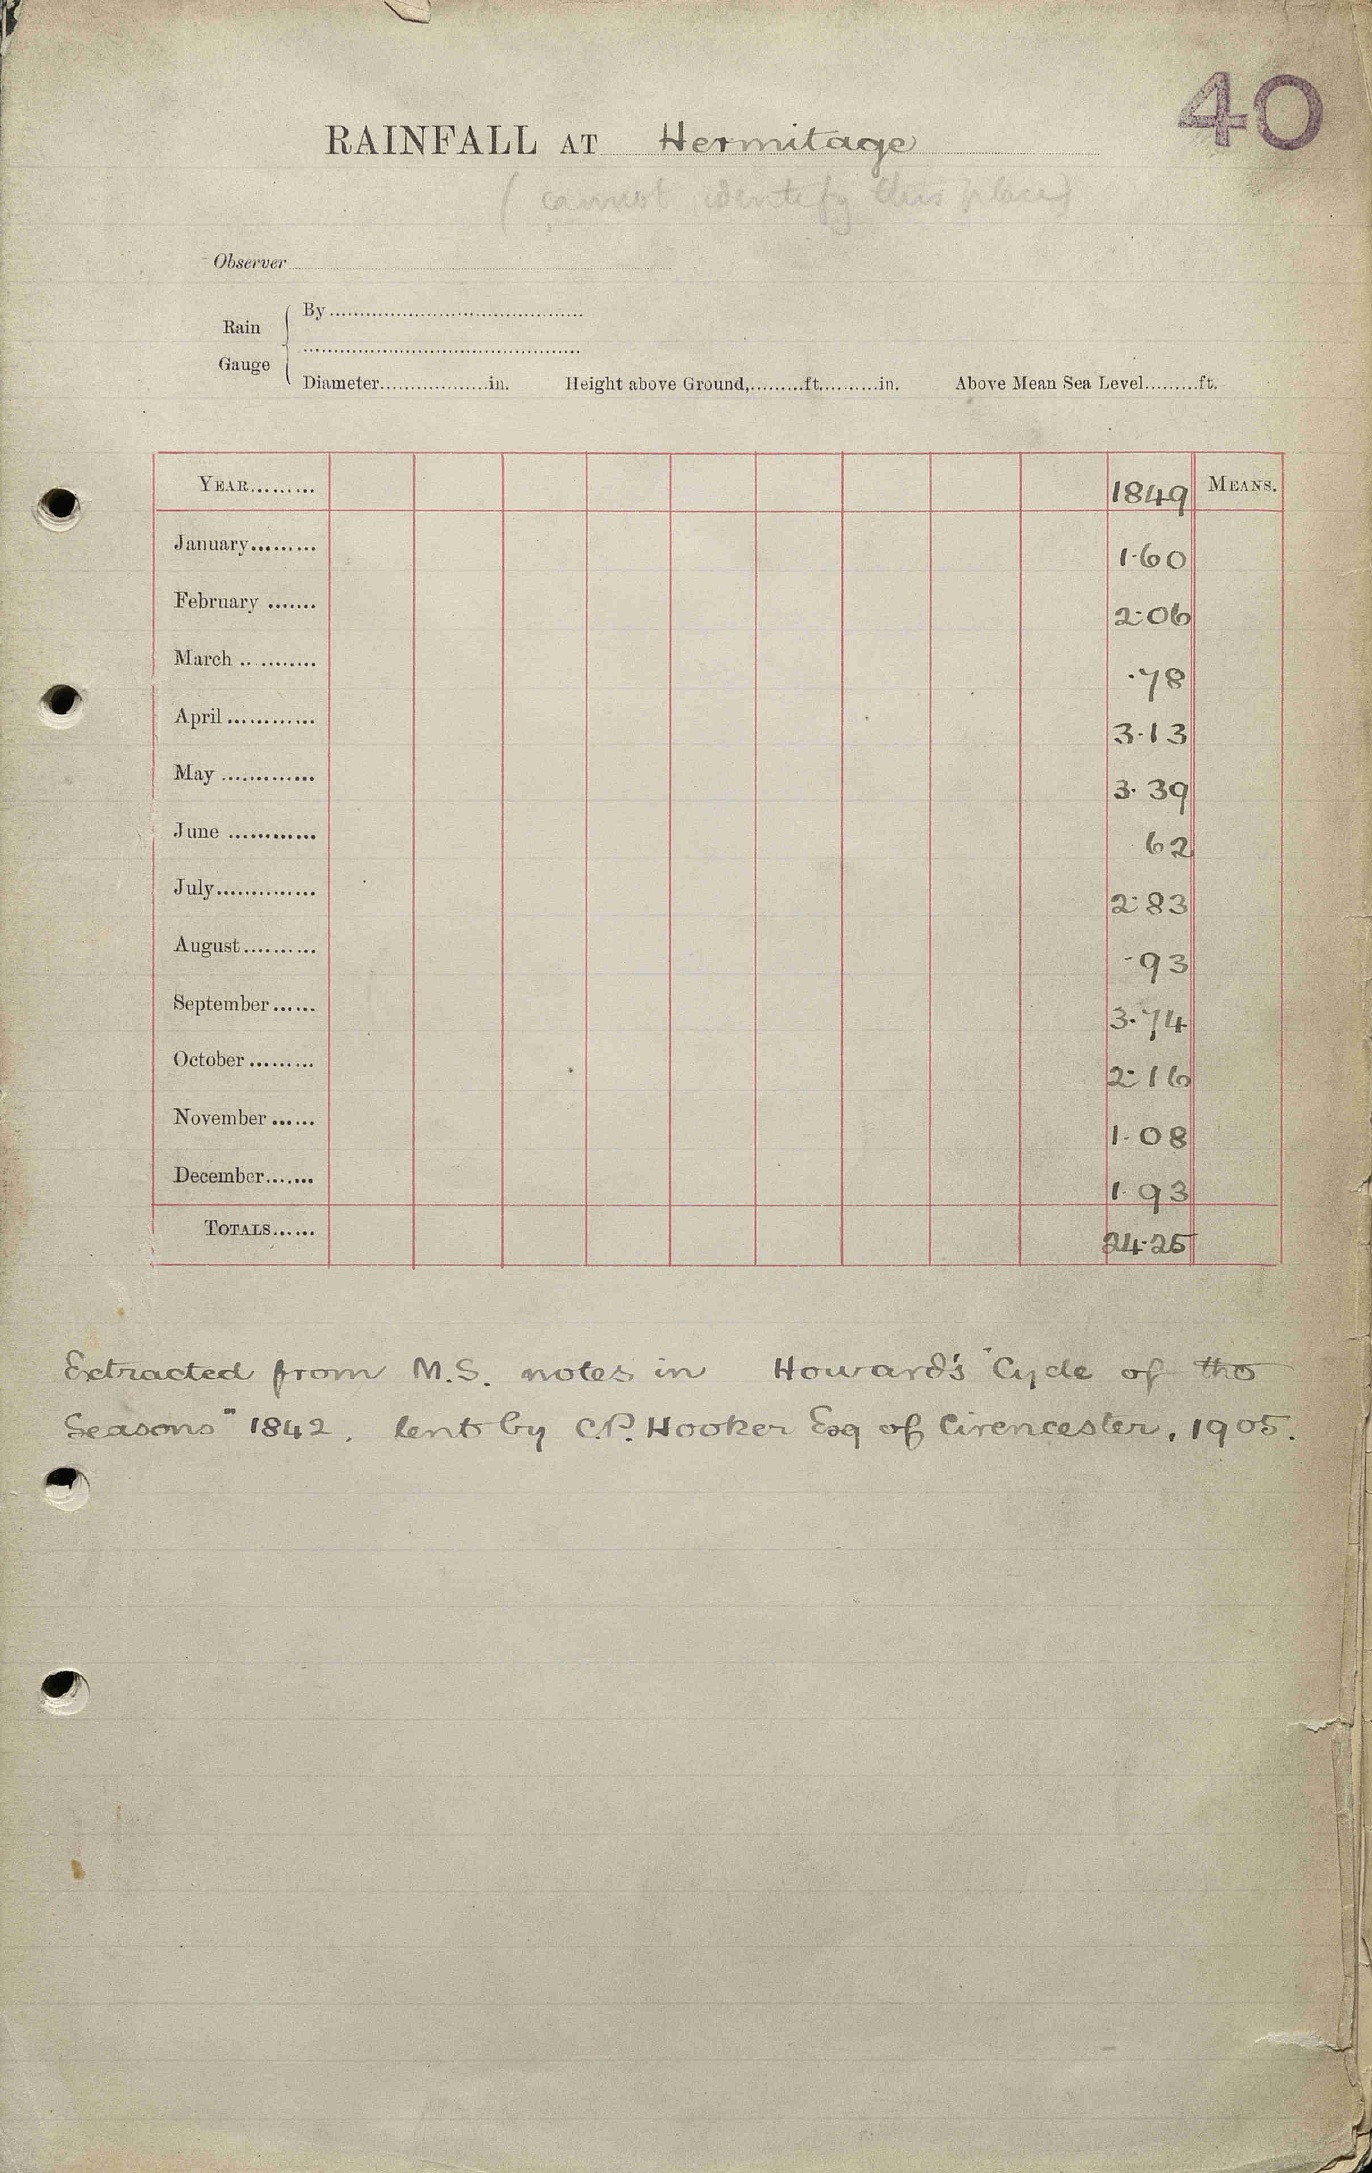 40
RAINFALL AT Hermitage
(cannot identify this place)
Observer
Rain Gauge
By
Diameter in. Height above Ground, ft. in. Above Mean Sea Level ft.
YEAR 1849 MEANS.
January 1.60
February 2.06
March .78
April 3.13
May 3.39
June 62
July 2.83
August .93
September 3.74
October 2.16
November 1.08
December 1.93
TOTALS 24.25
Extracted from M.S. notes in Howard's "Cycle of the
Seasons" 1842, lent by C.P. Hooker Esq of Cirencester, 1905.